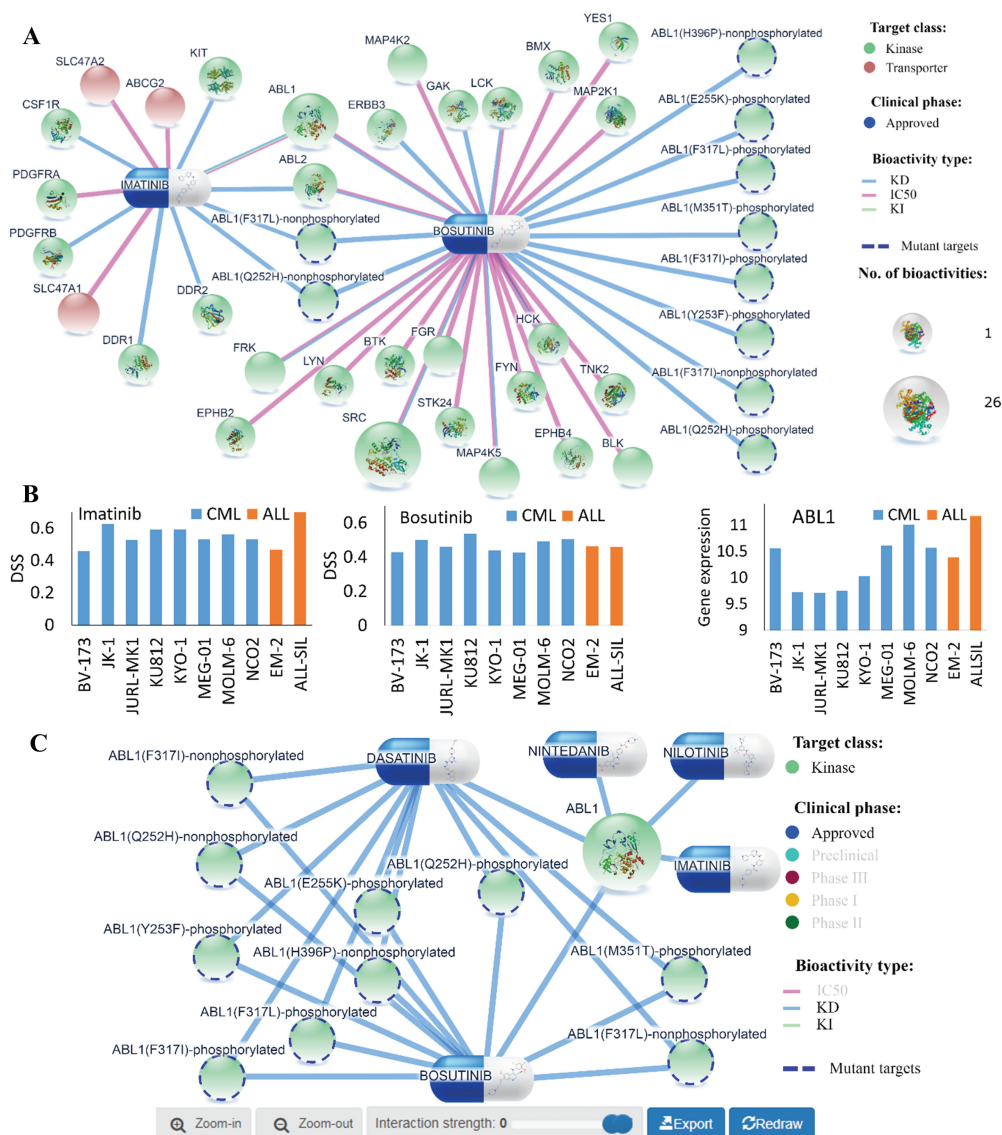 A
SLC47A2
KIT
ABCG2
CSF1R
PDGFRA
IMATINIB
PDGFRB
SLC47A1
DDR1
DDR2
ABL1
ABL2
ABL1(F317L)-nonphosphorylated
ABL1(Q252H)-nonphosphorylated
MAP4K2
ERBB3
GAK
LCK
BMX
YES1
MAP2K1
BOSUTINIB
FRK
EPHB2
LYN
BTK
FGR
SRC
STK24
MAP4K5
HCK
FYN
EPHB4
TNK2
BLK
ABL1(H396P)-nonphosphorylated
ABL1(E255K)-phosphorylated
ABL1(F317L)-phosphorylated
ABL1(M351T)-phosphorylated
ABL1(F317I)-phosphorylated
ABL1(Y253F)-phosphorylated
ABL1(F317I)-nonphosphorylated
ABL1(Q252H)-phosphorylated
Target class:
Kinase
Transporter
Clinical phase:
Approved
Bioactivity type:
KD
IC50
KI
Mutant targets
No. of bioactivities:
1
26
B
Imatinib
CML
ALL
DSS
0.6
0.4
0.2
0
BV-173
JK-1
JURL-MK1
KU812
KYO-1
MEG-01
MOLM-6
NCO2
EM-2
ALL-SIL
Bosutinib
CML
ALL
DSS
0.6
0.4
0.2
0
BV-173
JK-1
JURL-MK1
KU812
KYO-1
MEG-01
MOLM-6
NCO2
EM-2
ALL-SIL
ABL1
CML
ALL
Gene expression
11
10.5
10
9.5
9
BV-173
JK-1
JURL-MK1
KU812
KYO-1
MEG-01
MOLM-6
NCO2
EM-2
ALLSIL
C
ABL1(F317I)-nonphosphorylated
DASATINIB
NINTEDANIB
NILOTINIB
ABL1
IMATINIB
ABL1(Q252H)-nonphosphorylated
ABL1(Q252H)-phosphorylated
ABL1(E255K)-phosphorylated
ABL1(Y253F)-phosphorylated
ABL1(H396P)-nonphosphorylated
ABL1(M351T)-phosphorylated
ABL1(F317L)-phosphorylated
ABL1(F317I)-phosphorylated
ABL1(F317L)-nonphosphorylated
BOSUTINIB
Target class:
Kinase
Clinical phase:
Approved
Preclinical
Phase III
Phase I
Phase II
Bioactivity type:
IC50
KD
KI
Mutant targets
Zoom-in
Zoom-out
Interaction strength: 0
Export
Redraw